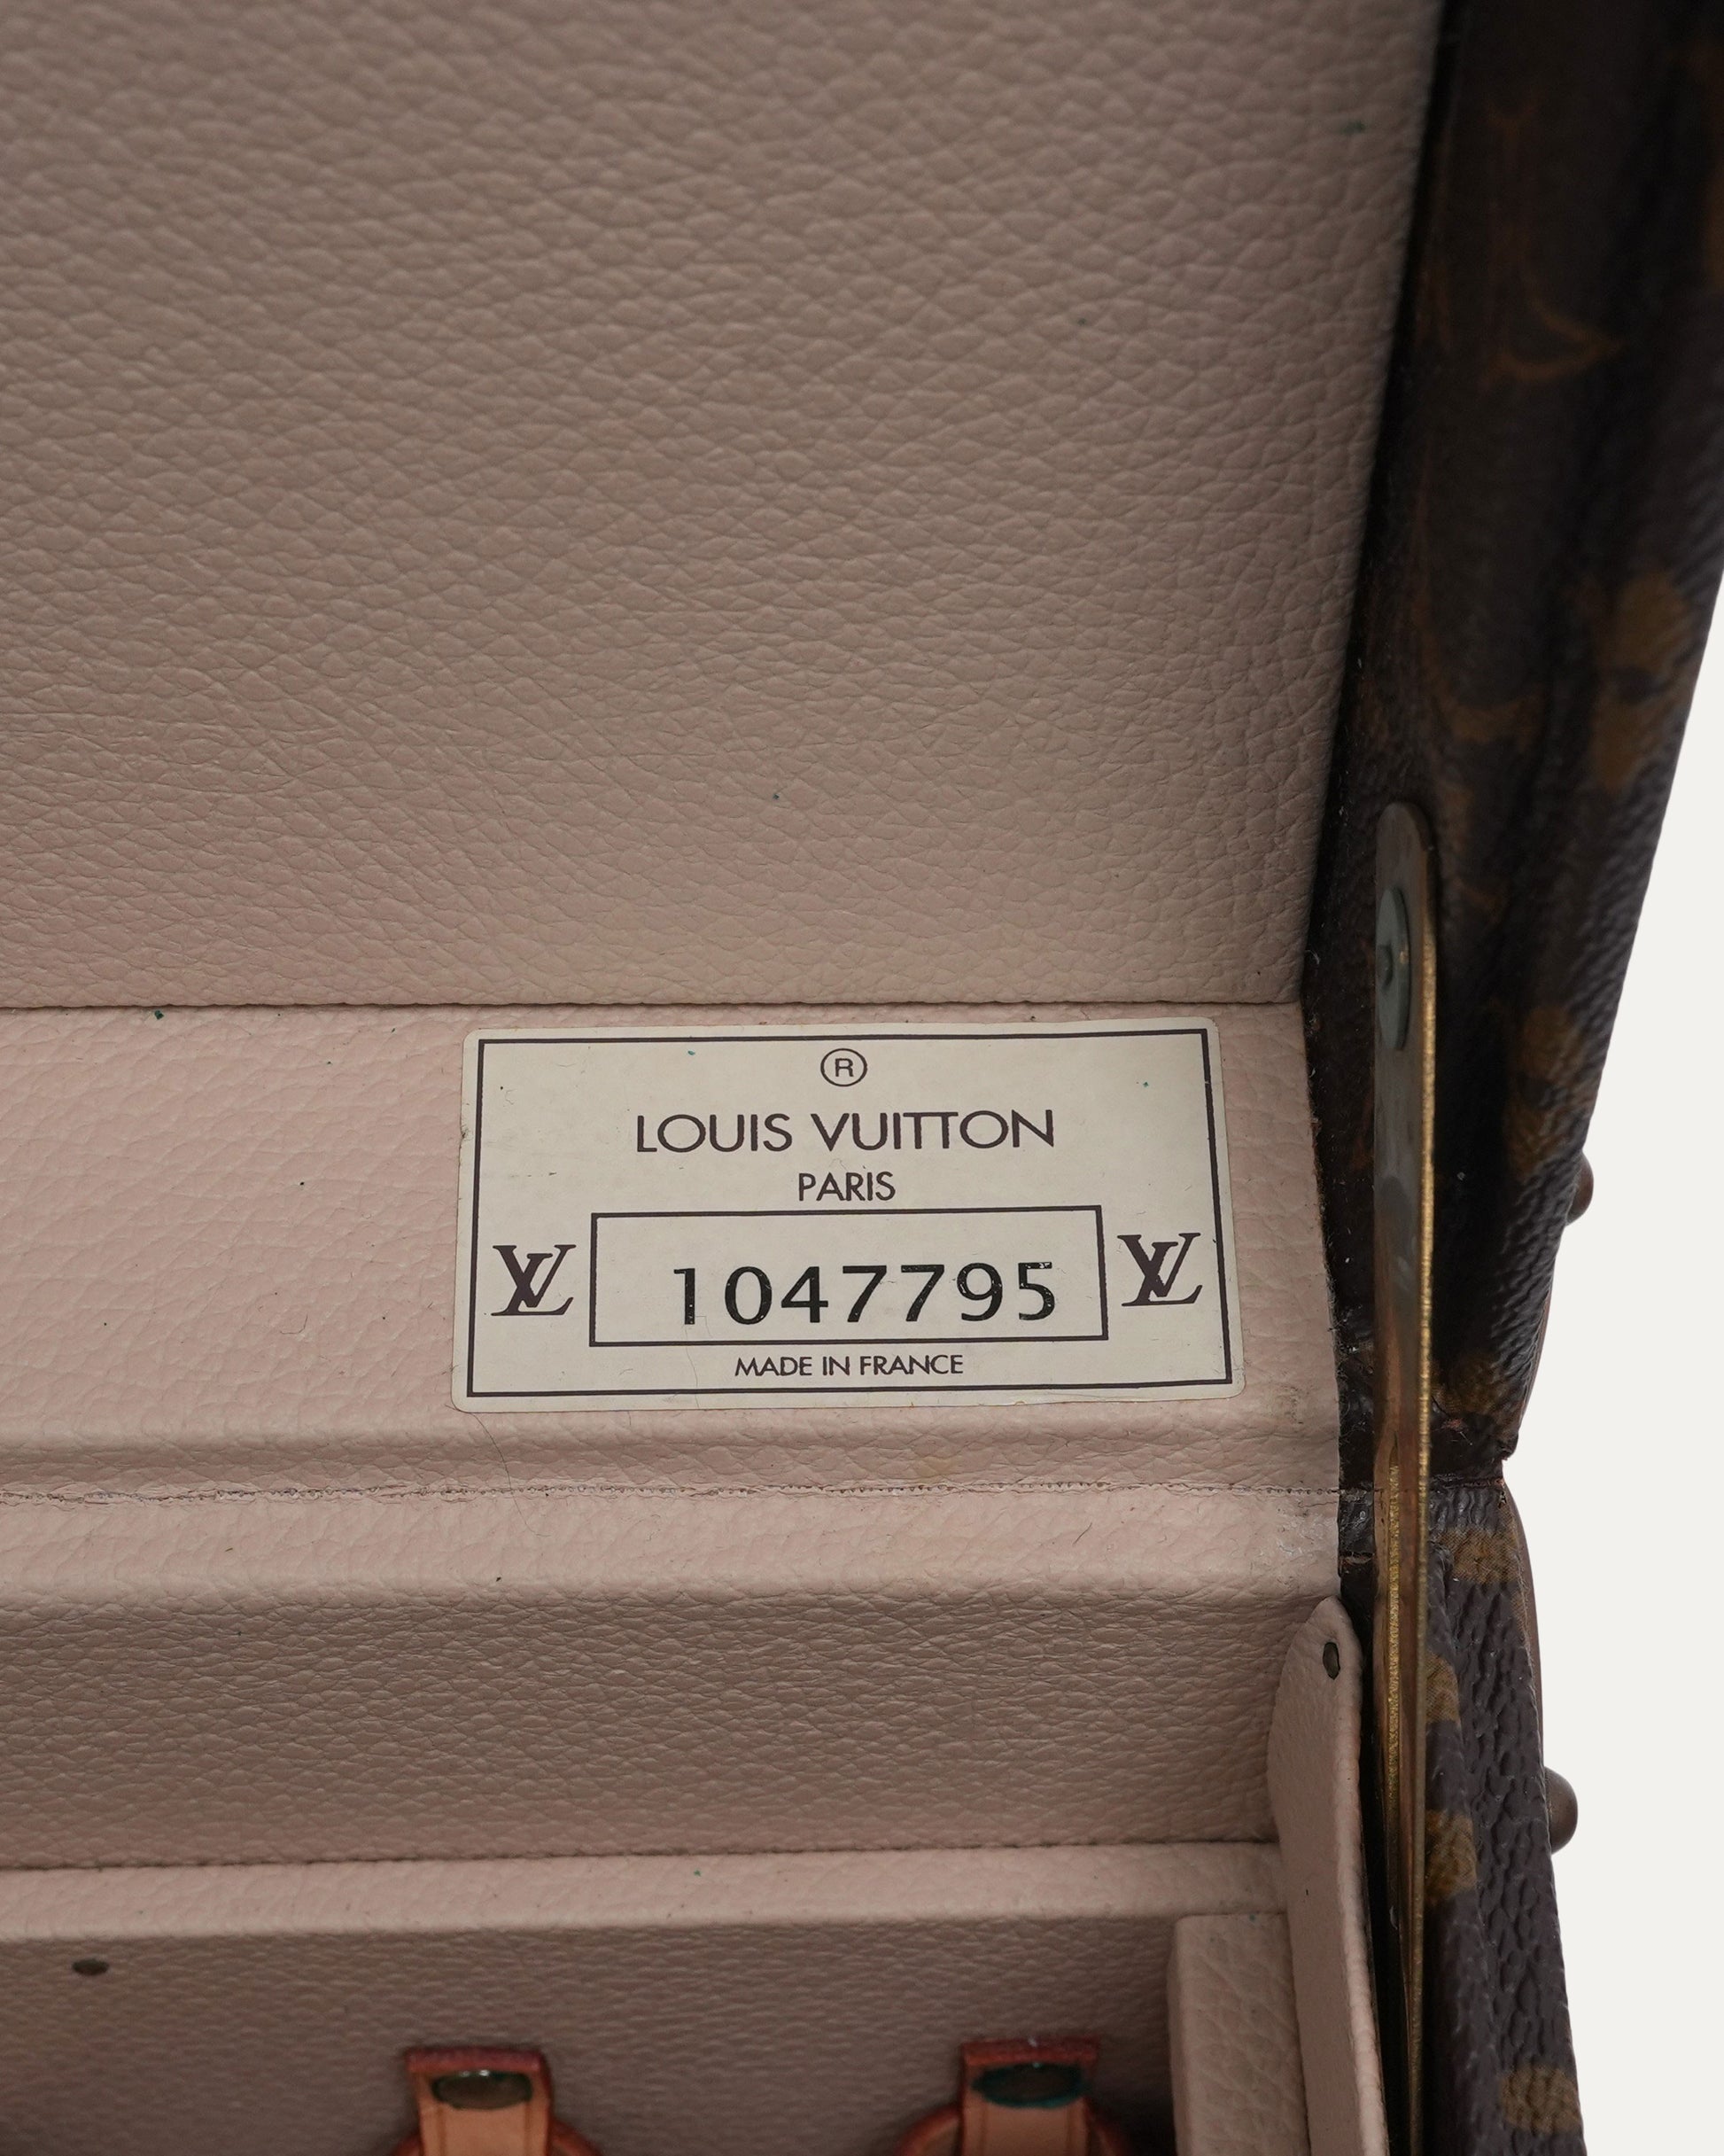 ®
LOUIS VUITTON
PARIS
LV 1047795 LV
MADE IN FRANCE